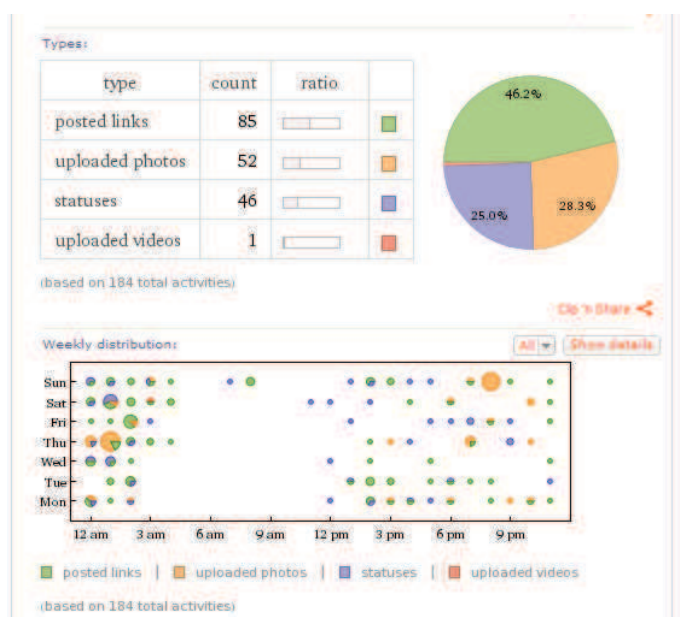 Types:
type count ratio
posted links 85
uploaded photos 52
statuses 46
uploaded videos 1
46.2%
28.3%
25.0%
(based on 184 total activities)
Clip 'n Share
Weekly distribution:
All Show details
Sun
Sat
Fri
Thu
Wed
Tue
Mon
12 am 3 am 6 am 9 am 12 pm 3 pm 6 pm 9 pm
posted links | uploaded photos | statuses | uploaded videos
(based on 184 total activities)